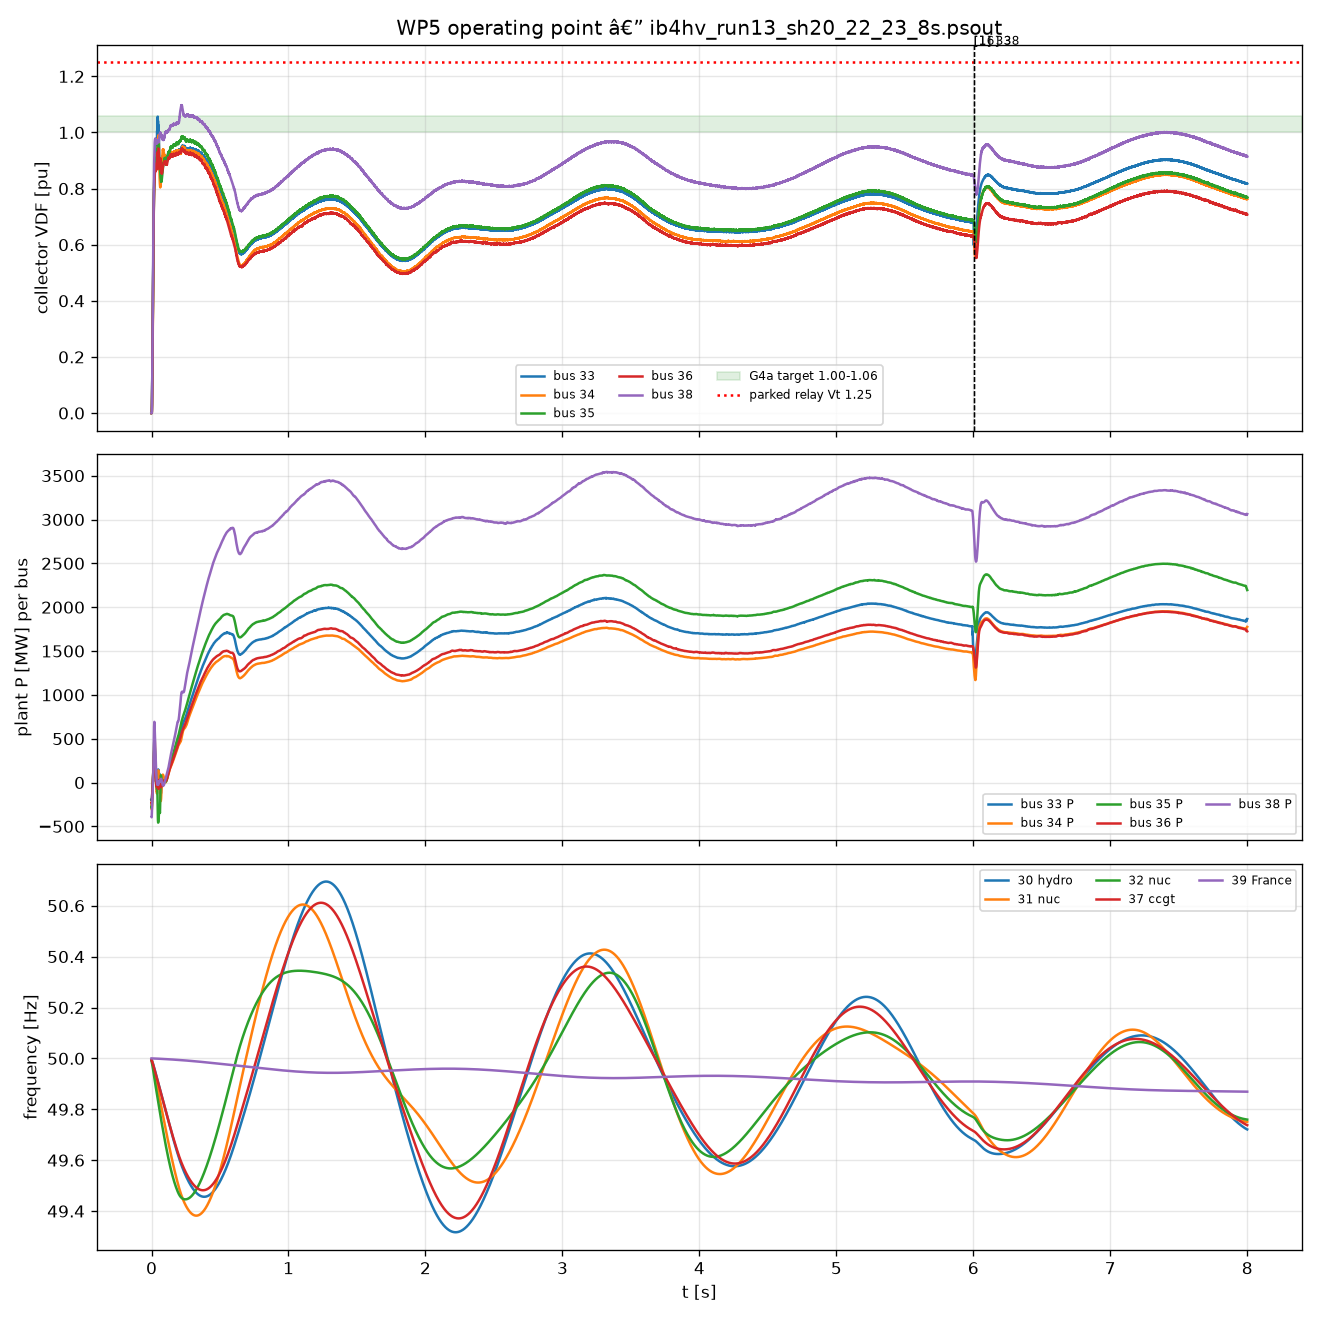 WP5 operating point â€” ib4hv_run13_sh20_22_23_8s.psout
collector VDF [pu]
1.2
1.0
0.8
0.6
0.4
0.2
0.0
bus 33
bus 34
bus 35
bus 36
bus 38
G4a target 1.00-1.06
parked relay Vt 1.25
plant P [MW] per bus
3500
3000
2500
2000
1500
1000
500
0
−500
bus 33 P
bus 34 P
bus 35 P
bus 36 P
bus 38 P
frequency [Hz]
50.6
50.4
50.2
50.0
49.8
49.6
49.4
30 hydro
31 nuc
32 nuc
37 ccgt
39 France
0 1 2 3 4 5 6 7 8
t [s]